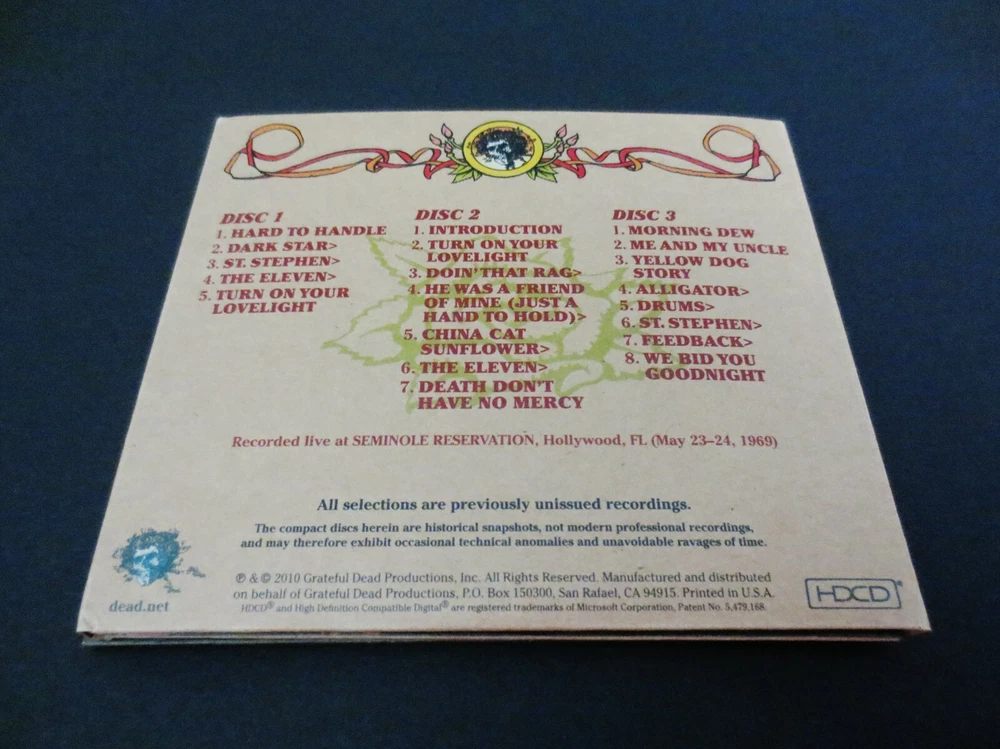 DISC 1
1. HARD TO HANDLE
2. DARK STAR>
3. ST. STEPHEN>
4. THE ELEVEN>
5. TURN ON YOUR
LOVELIGHT
DISC 2
1. INTRODUCTION
2. TURN ON YOUR
LOVELIGHT
3. DOIN' THAT RAG>
4. HE WAS A FRIEND
OF MINE (JUST A
HAND TO HOLD)>
5. CHINA CAT
SUNFLOWER>
6. THE ELEVEN>
7. DEATH DON'T
HAVE NO MERCY
DISC 3
1. MORNING DEW
2. ME AND MY UNCLE
3. YELLOW DOG
STORY
4. ALLIGATOR>
5. DRUMS>
6. ST. STEPHEN>
7. FEEDBACK>
8. WE BID YOU
GOODNIGHT
Recorded live at SEMINOLE RESERVATION, Hollywood, FL (May 23–24, 1969)
All selections are previously unissued recordings.
The compact discs herein are historical snapshots, not modern professional recordings,
and may therefore exhibit occasional technical anomalies and unavoidable ravages of time.
℗ & © 2010 Grateful Dead Productions, Inc. All Rights Reserved. Manufactured and distributed
on behalf of Grateful Dead Productions, P.O. Box 150300, San Rafael, CA 94915. Printed in U.S.A.
HDCD® and High Definition Compatible Digital® are registered trademarks of Microsoft Corporation, Patent No. 5,479,168.
dead.net
HDCD®